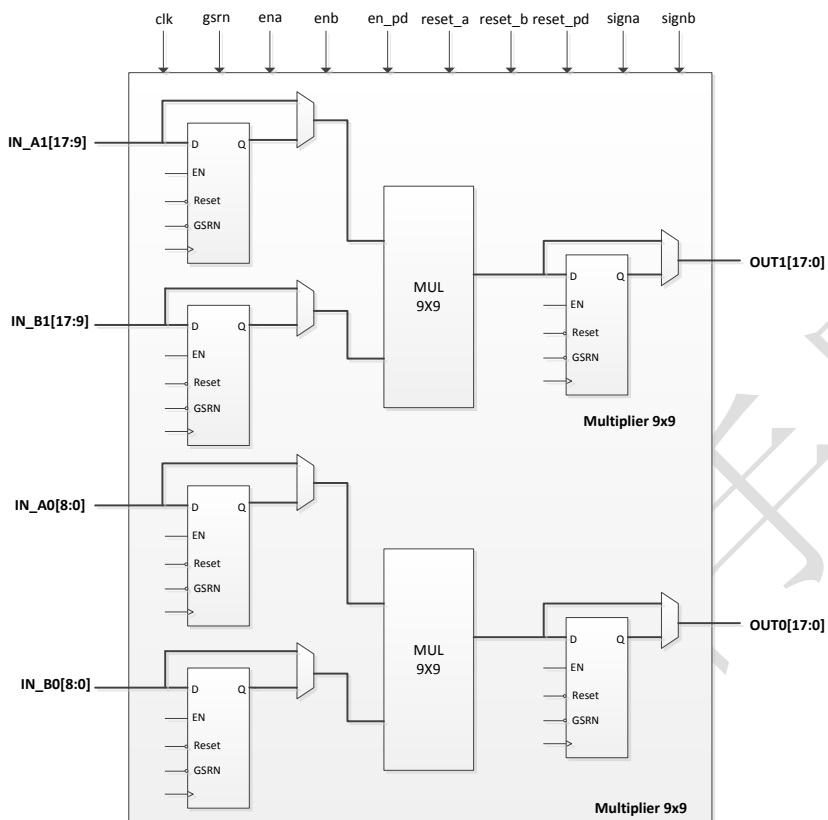 clk gsrn ena enb en_pd reset_a reset_b reset_pd signa signb
IN_A1[17:9]
D Q
EN
Reset
GSRN
IN_B1[17:9]
D Q
EN
Reset
GSRN
MUL
9X9
D Q
EN
Reset
GSRN
OUT1[17:0]
Multiplier 9x9
IN_A0[8:0]
D Q
EN
Reset
GSRN
IN_B0[8:0]
D Q
EN
Reset
GSRN
MUL
9X9
D Q
EN
Reset
GSRN
OUT0[17:0]
Multiplier 9x9